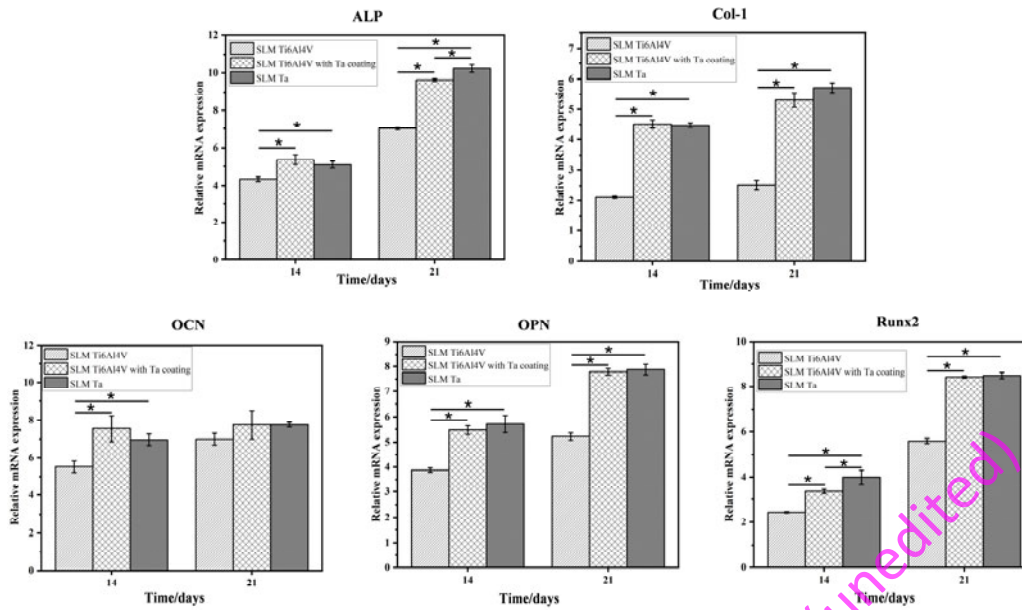 ALP
Relative mRNA expression
12
10
8
6
4
2
0
SLM Ti6Al4V
SLM Ti6Al4V with Ta coating
SLM Ta
* * * * *
14
21
Time/days
Col-1
Relative mRNA expression
7
6
5
4
3
2
1
0
SLM Ti6Al4V
SLM Ti6Al4V with Ta coating
SLM Ta
* * * *
14
21
Time/days
OCN
Relative mRNA expression
12
10
8
6
4
2
0
SLM Ti6Al4V
SLM Ti6Al4V with Ta coating
SLM Ta
* *
14
21
Time/days
OPN
Relative mRNA expression
9
8
7
6
5
4
3
2
1
0
SLM Ti6Al4V
SLM Ti6Al4V with Ta coating
SLM Ta
* * * *
14
21
Time/days
Runx2
Relative mRNA expression
10
8
6
4
2
0
SLM Ti6Al4V
SLM Ti6Al4V with Ta coating
SLM Ta
* * * * *
14
21
Time/days
(unedited)